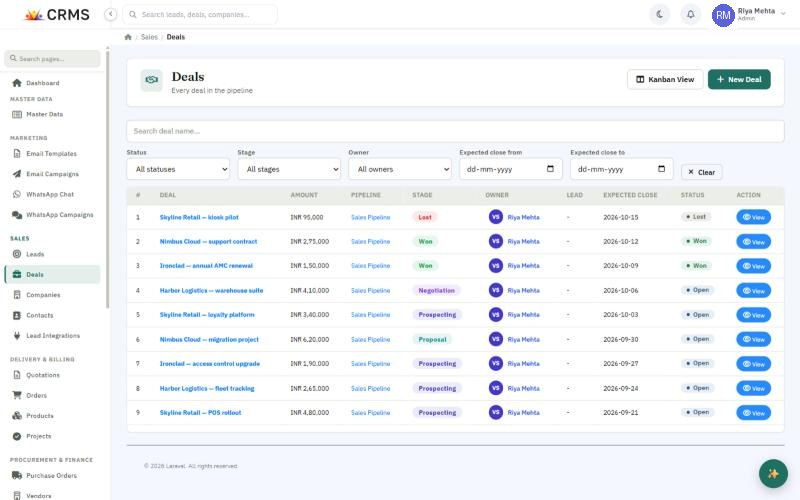 CRMS
Search leads, deals, companies...
RM
Riya Mehta
Admin
/ Sales / Deals
Search pages...
Dashboard
MASTER DATA
Master Data
MARKETING
Email Templates
Email Campaigns
WhatsApp Chat
WhatsApp Campaigns
SALES
Leads
Deals
Companies
Contacts
Lead Integrations
DELIVERY & BILLING
Quotations
Orders
Products
Projects
PROCUREMENT & FINANCE
Purchase Orders
Vendors
Deals
Every deal in the pipeline
Kanban View
+ New Deal
Search deal name...
Status Stage Owner Expected close from Expected close to
All statuses All stages All owners dd-mm-yyyy dd-mm-yyyy × Clear
# DEAL AMOUNT PIPELINE STAGE OWNER LEAD EXPECTED CLOSE STATUS ACTION
1 Skyline Retail — kiosk pilot INR 95,000 Sales Pipeline Lost VS Riya Mehta - 2026-10-15 Lost View
2 Nimbus Cloud — support contract INR 2,75,000 Sales Pipeline Won VS Riya Mehta - 2026-10-12 Won View
3 Ironclad — annual AMC renewal INR 1,50,000 Sales Pipeline Won VS Riya Mehta - 2026-10-09 Won View
4 Harbor Logistics — warehouse suite INR 4,10,000 Sales Pipeline Negotiation VS Riya Mehta - 2026-10-06 Open View
5 Skyline Retail — loyalty platform INR 3,40,000 Sales Pipeline Prospecting VS Riya Mehta - 2026-10-03 Open View
6 Nimbus Cloud — migration project INR 6,20,000 Sales Pipeline Proposal VS Riya Mehta - 2026-09-30 Open View
7 Ironclad — access control upgrade INR 1,90,000 Sales Pipeline Prospecting VS Riya Mehta - 2026-09-27 Open View
8 Harbor Logistics — fleet tracking INR 2,65,000 Sales Pipeline Prospecting VS Riya Mehta - 2026-09-24 Open View
9 Skyline Retail — POS rollout INR 4,80,000 Sales Pipeline Prospecting VS Riya Mehta - 2026-09-21 Open View
© 2026 Laravel. All rights reserved.